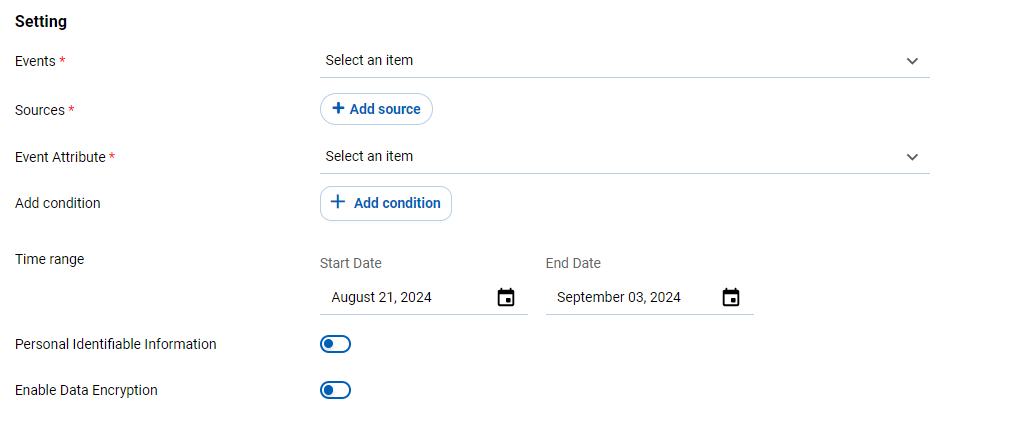 Setting
Events *
Select an item
Sources *
+ Add source
Event Attribute *
Select an item
Add condition
+ Add condition
Time range
Start Date
End Date
August 21, 2024
September 03, 2024
Personal Identifiable Information
Enable Data Encryption